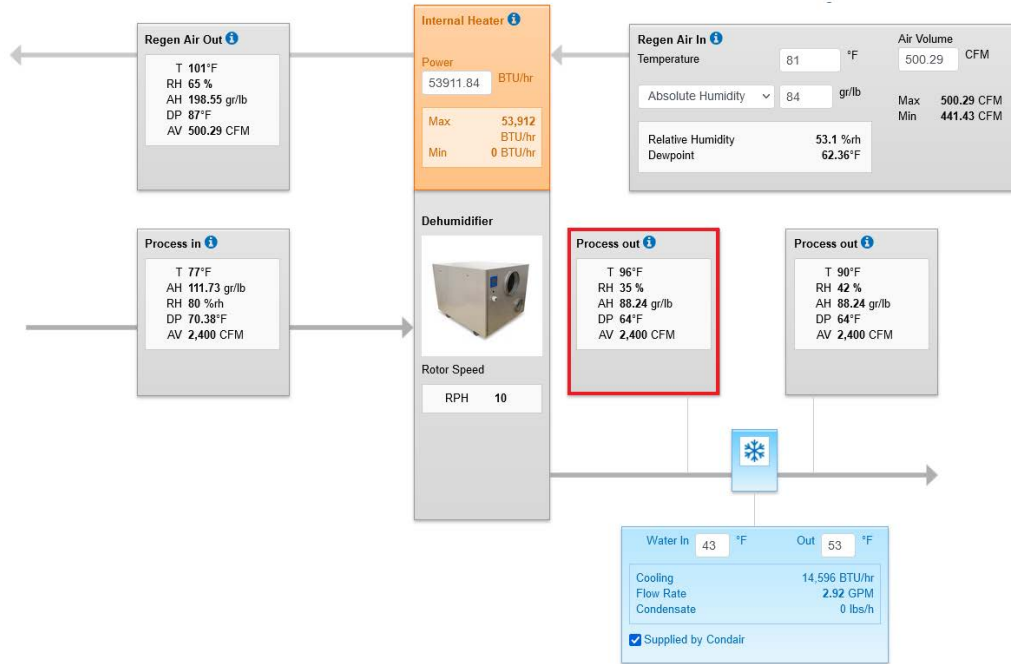 Regen Air Out
T 101°F
RH 65 %
AH 198.55 gr/lb
DP 87°F
AV 500.29 CFM
Internal Heater
Power
53911.84 BTU/hr
Max 53,912
BTU/hr
Min 0 BTU/hr
Regen Air In
Temperature 81 °F
Absolute Humidity 84 gr/lb
Relative Humidity 53.1 %rh
Dewpoint 62.36°F
Air Volume
500.29 CFM
Max 500.29 CFM
Min 441.43 CFM
Process in
T 77°F
AH 111.73 gr/lb
RH 80 %rh
DP 70.38°F
AV 2,400 CFM
Dehumidifier
Rotor Speed
RPH 10
Process out
T 96°F
RH 35 %
AH 88.24 gr/lb
DP 64°F
AV 2,400 CFM
Process out
T 90°F
RH 42 %
AH 88.24 gr/lb
DP 64°F
AV 2,400 CFM
Water In 43 °F Out 53 °F
Cooling 14,596 BTU/hr
Flow Rate 2.92 GPM
Condensate 0 lbs/h
Supplied by Condair